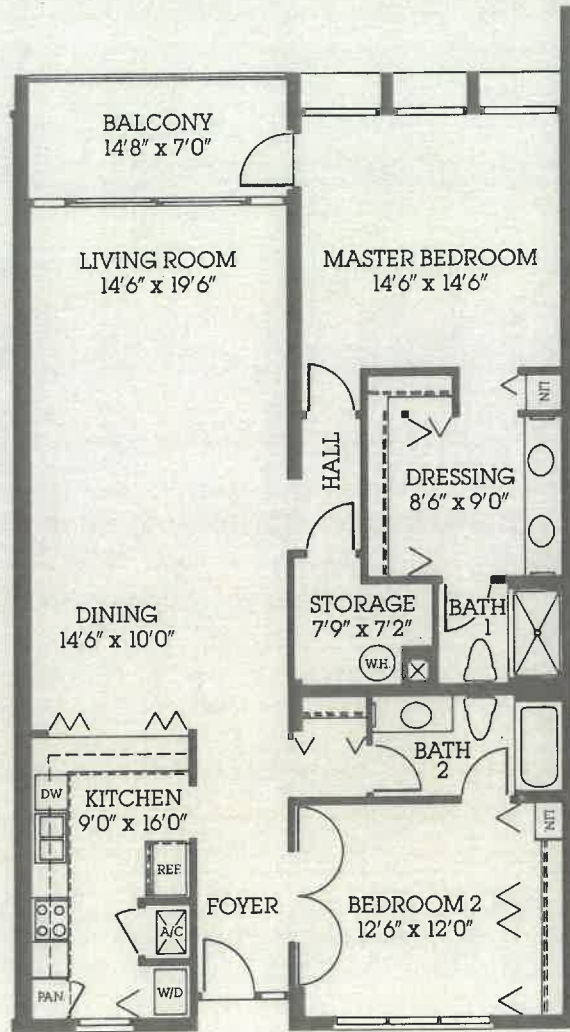 BALCONY
14'8" x 7'0"
LIVING ROOM
14'6" x 19'6"
MASTER BEDROOM
14'6" x 14'6"
LIN
HALL
DRESSING
8'6" x 9'0"
DINING
14'6" x 10'0"
STORAGE
7'9" x 7'2"
W.H.
BATH
1
BATH
2
DW
KITCHEN
9'0" x 16'0"
REF.
A/C
PAN.
W/D
FOYER
LIN
BEDROOM 2
12'6" x 12'0"